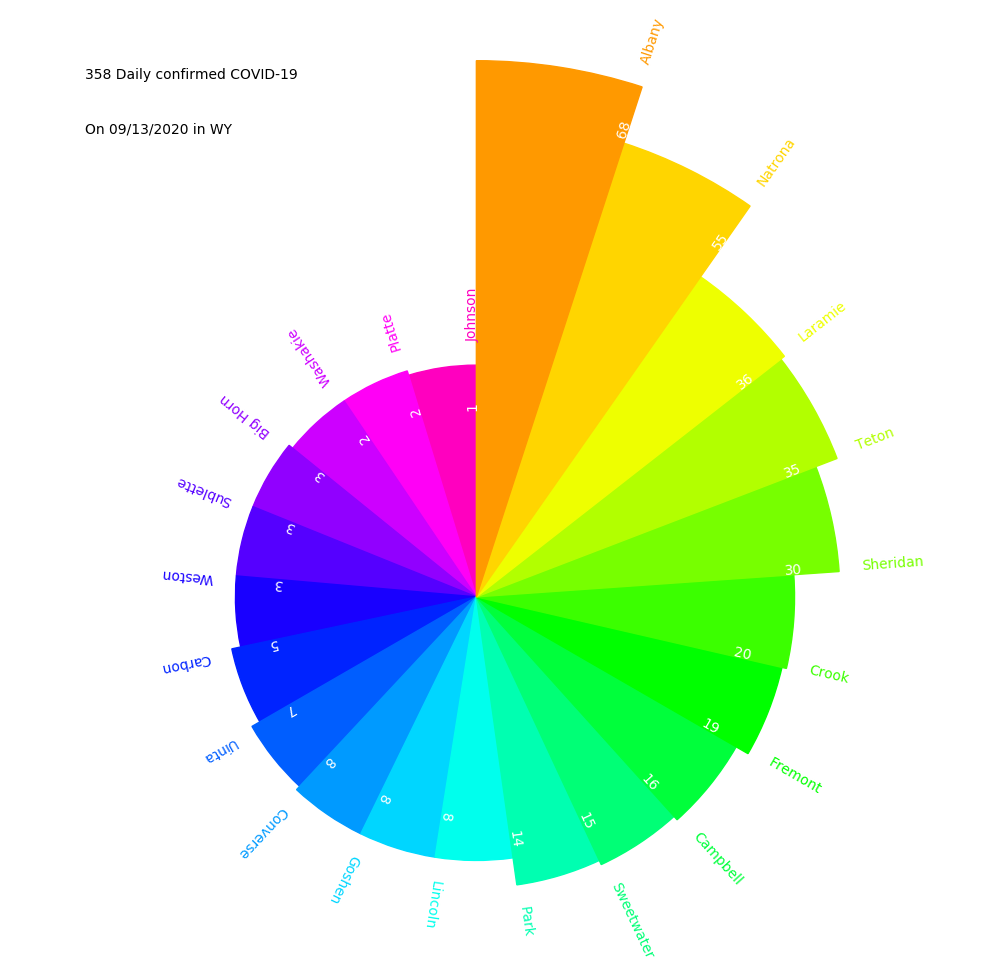 358 Daily confirmed COVID-19
On 09/13/2020 in WY
Albany
68
Natrona
55
Laramie
36
Teton
35
Sheridan
30
Crook
20
Fremont
19
Campbell
16
Sweetwater
15
Park
14
Lincoln
8
Goshen
8
Converse
8
Uinta
7
Carbon
5
Weston
3
Sublette
3
Big Horn
3
Washakie
2
Platte
2
Johnson
1